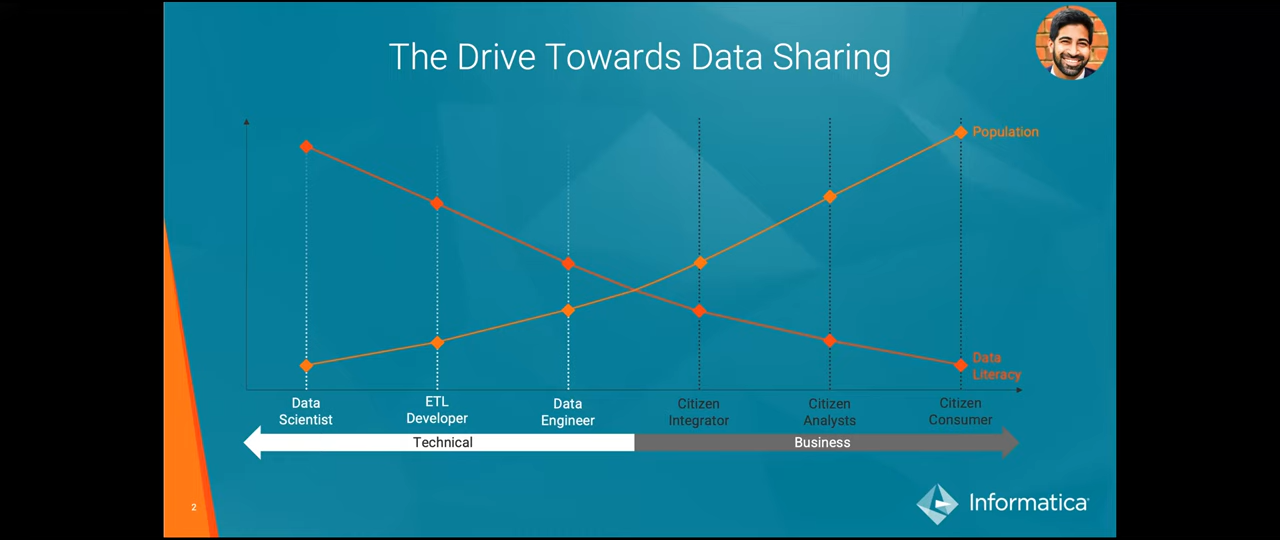 The Drive Towards Data Sharing
Population
Data
Literacy
Data
Scientist
ETL
Developer
Data
Engineer
Citizen
Integrator
Citizen
Analysts
Citizen
Consumer
Technical
Business
2
Informatica